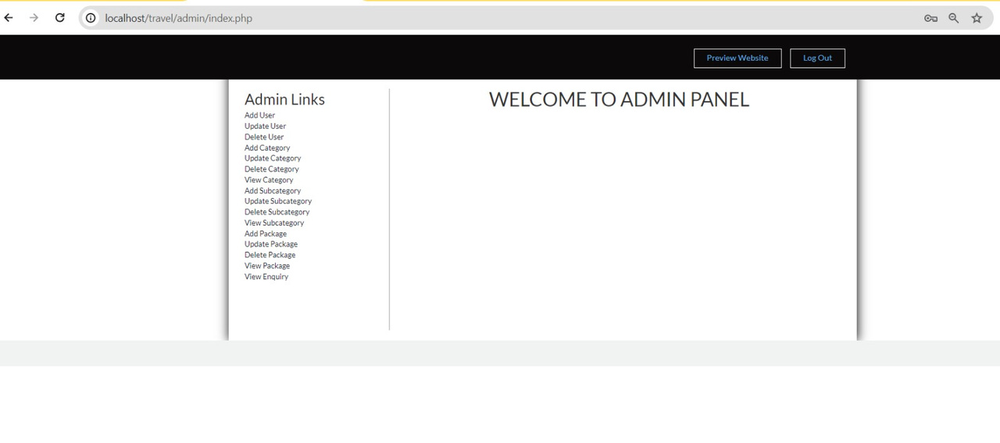 localhost/travel/admin/index.php
Preview Website
Log Out
Admin Links
Add User
Update User
Delete User
Add Category
Update Category
Delete Category
View Category
Add Subcategory
Update Subcategory
Delete Subcategory
View Subcategory
Add Package
Update Package
Delete Package
View Package
View Enquiry
WELCOME TO ADMIN PANEL